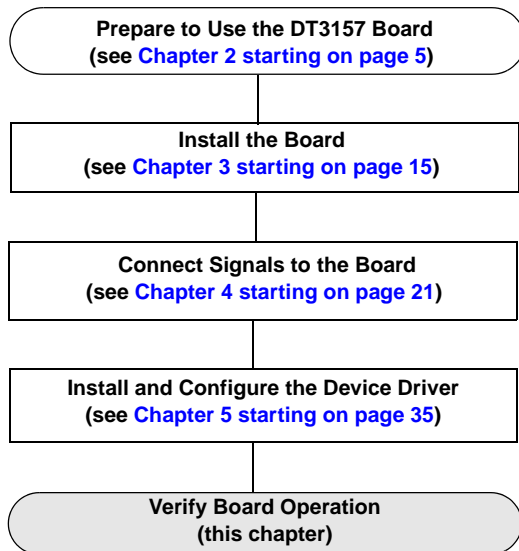 Prepare to Use the DT3157 Board
(see Chapter 2 starting on page 5)
Install the Board
(see Chapter 3 starting on page 15)
Connect Signals to the Board
(see Chapter 4 starting on page 21)
Install and Configure the Device Driver
(see Chapter 5 starting on page 35)
Verify Board Operation
(this chapter)